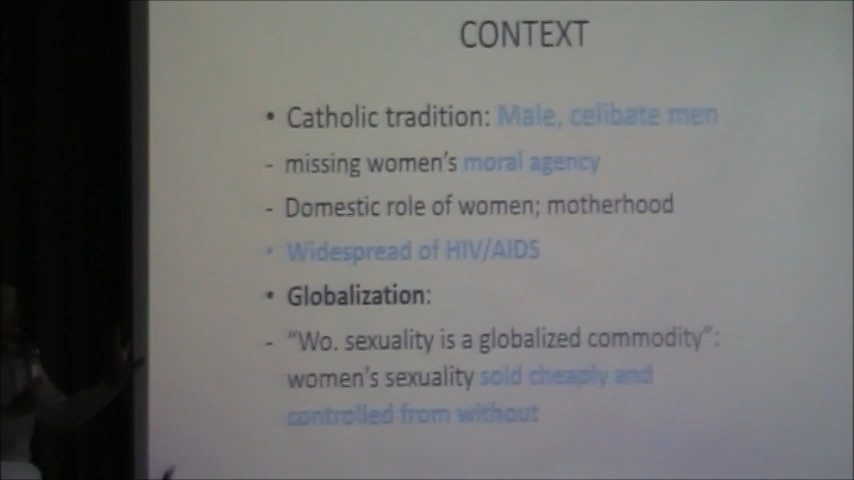 CONTEXT
• Catholic tradition: Male, celibate men
- missing women's moral agency
- Domestic role of women; motherhood
• Widespread of HIV/AIDS
• Globalization:
- "Wo. sexuality is a globalized commodity":
women's sexuality sold cheaply and
controlled from without